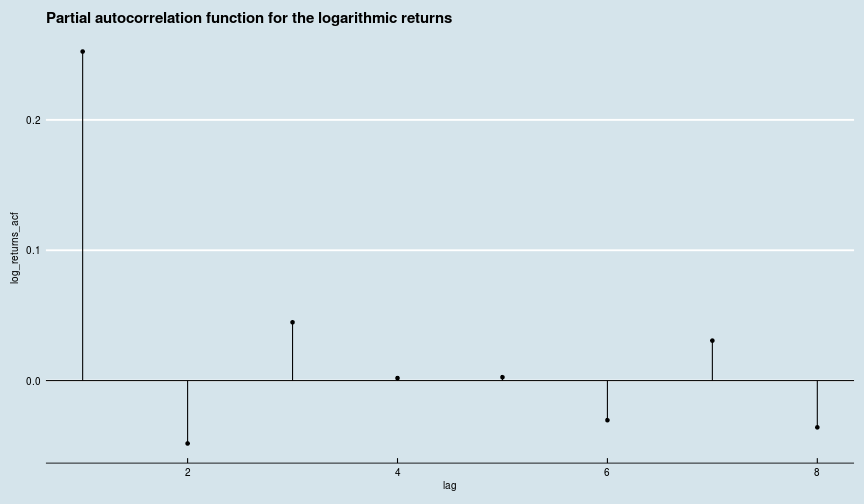 Partial autocorrelation function for the logarithmic returns
0.2
0.1
0.0
log_returns_acf
2
4
6
8
lag